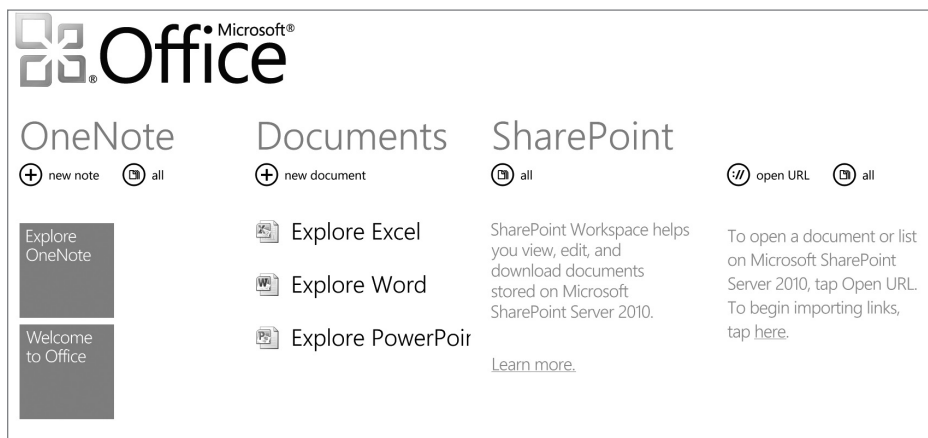 Microsoft®
Office
OneNote
new note
all
Explore
OneNote
Welcome
to Office
Documents
new document
Explore Excel
Explore Word
Explore PowerPoir
SharePoint
all
SharePoint Workspace helps
you view, edit, and
download documents
stored on Microsoft
SharePoint Server 2010.
Learn more.
:// open URL
all
To open a document or list
on Microsoft SharePoint
Server 2010, tap Open URL.
To begin importing links,
tap here.